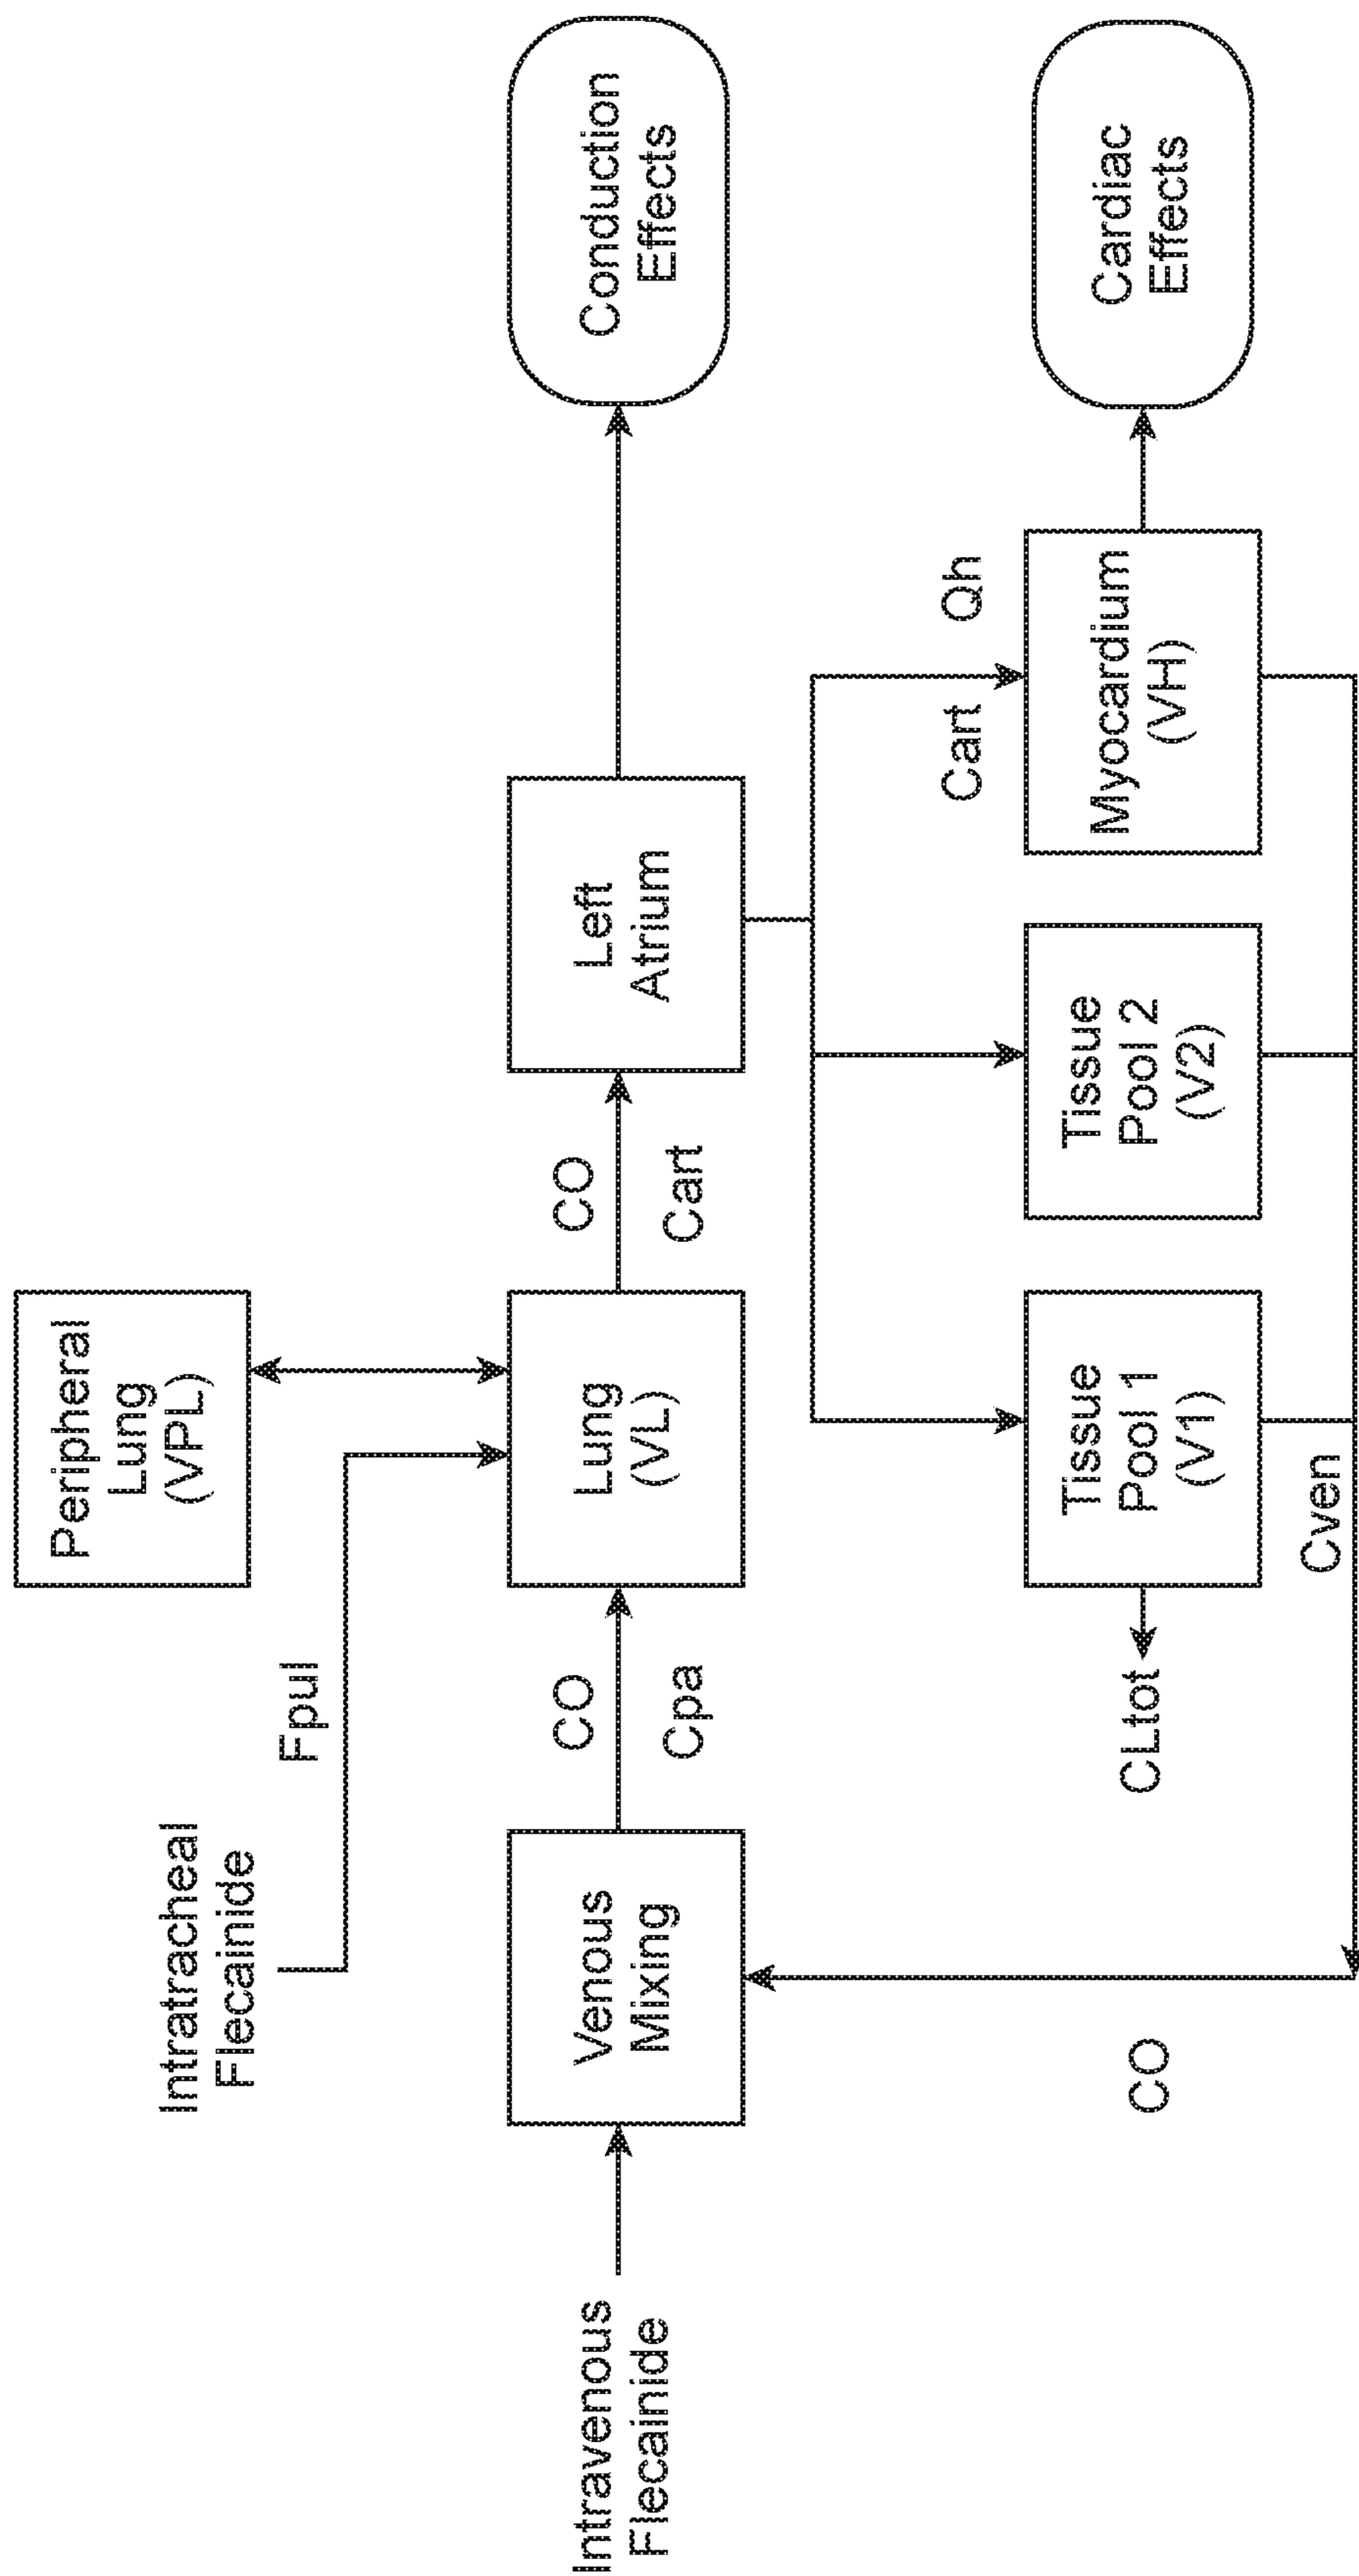 Peripheral
Lung
(VPL)
Intratracheal
Flecainide
Fpul
Intravenous
Flecainide
Venous
Mixing
CO
Cpa
Lung
(VL)
CO
Cart
Left
Atrium
Conduction
Effects
Cart
Qh
CLtot
Tissue
Pool 1
(V1)
Tissue
Pool 2
(V2)
Myocardium
(VH)
Cardiac
Effects
CO
Cven